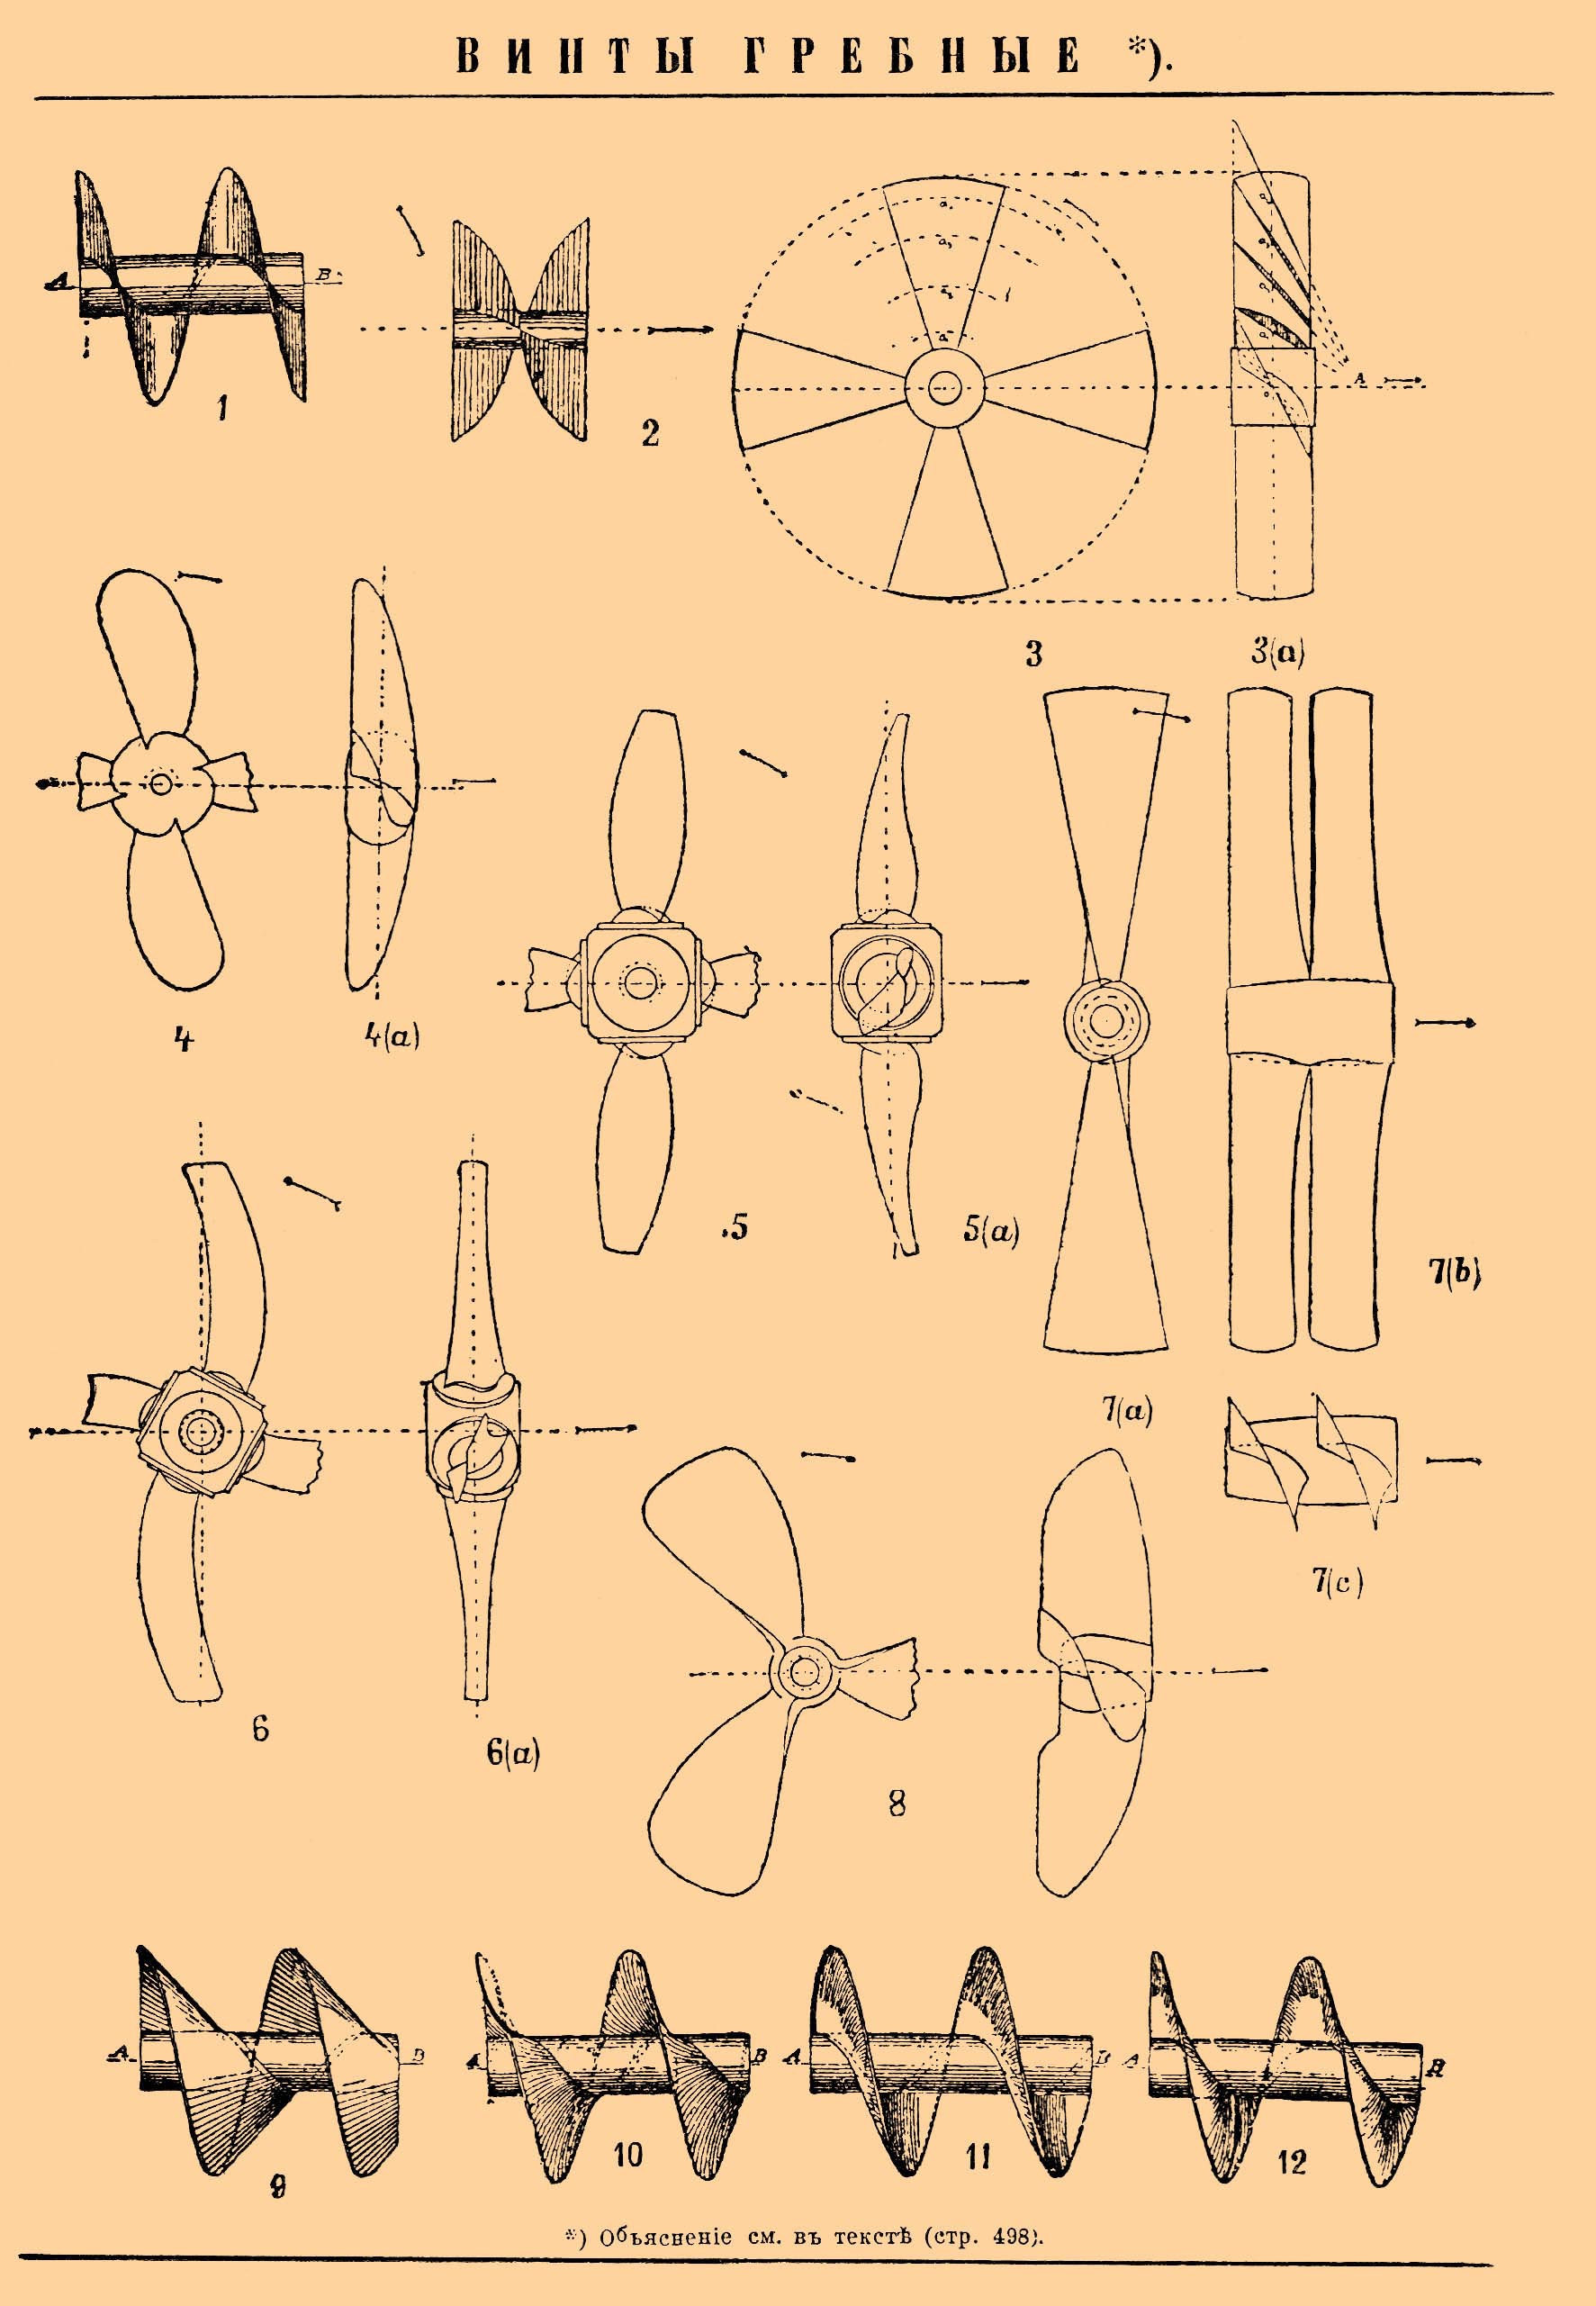 ВИНТЫ ГРЕБНЫЕ *).
A B
1
2
3
A
3(a)
4
4(a)
5
5(a)
7(b)
7(a)
6
6(a)
7(c)
8
A B
A B
A B
A B
9
10
11
12
*) Объясненіе см. въ текстѣ (стр. 498).